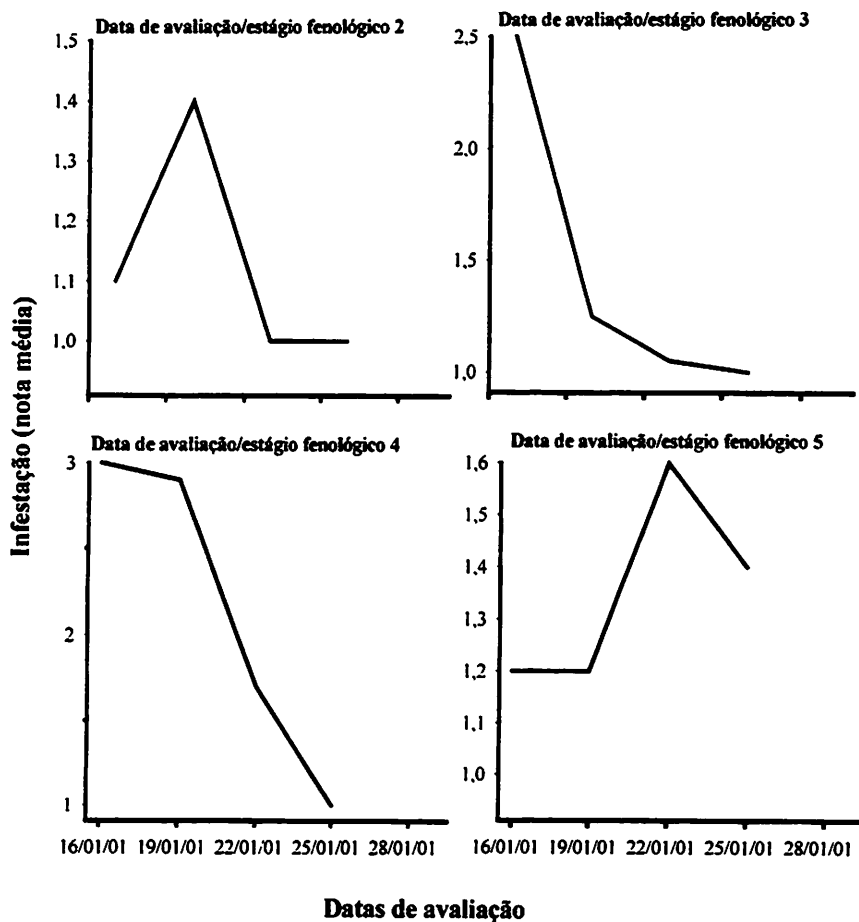 Data de avaliação/estágio fenológico 2
1,5
1,4
1,3
1,2
1,1
1,0
Data de avaliação/estágio fenológico 3
2,5
2,0
1,5
1,0
Infestação (nota média)
Data de avaliação/estágio fenológico 4
3
2
1
16/01/01 19/01/01 22/01/01 25/01/01 28/01/01
Data de avaliação/estágio fenológico 5
1,6
1,5
1,4
1,3
1,2
1,1
1,0
16/01/01 19/01/01 22/01/01 25/01/01 28/01/01
Datas de avaliação